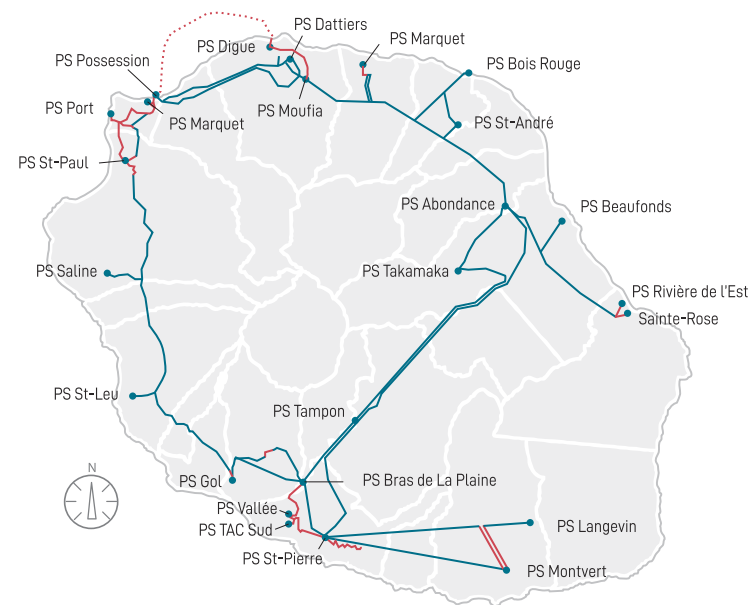 PS Dattiers
PS Digue
PS Marquet
PS Possession
PS Bois Rouge
PS Moufia
PS Port
PS Marquet
PS St-André
PS St-Paul
PS Abondance
PS Beaufonds
PS Saline
PS Takamaka
PS Rivière de l'Est
Sainte-Rose
PS St-Leu
PS Tampon
N
PS Gol
PS Bras de La Plaine
PS Vallée
PS TAC Sud
PS Langevin
PS St-Pierre
PS Montvert